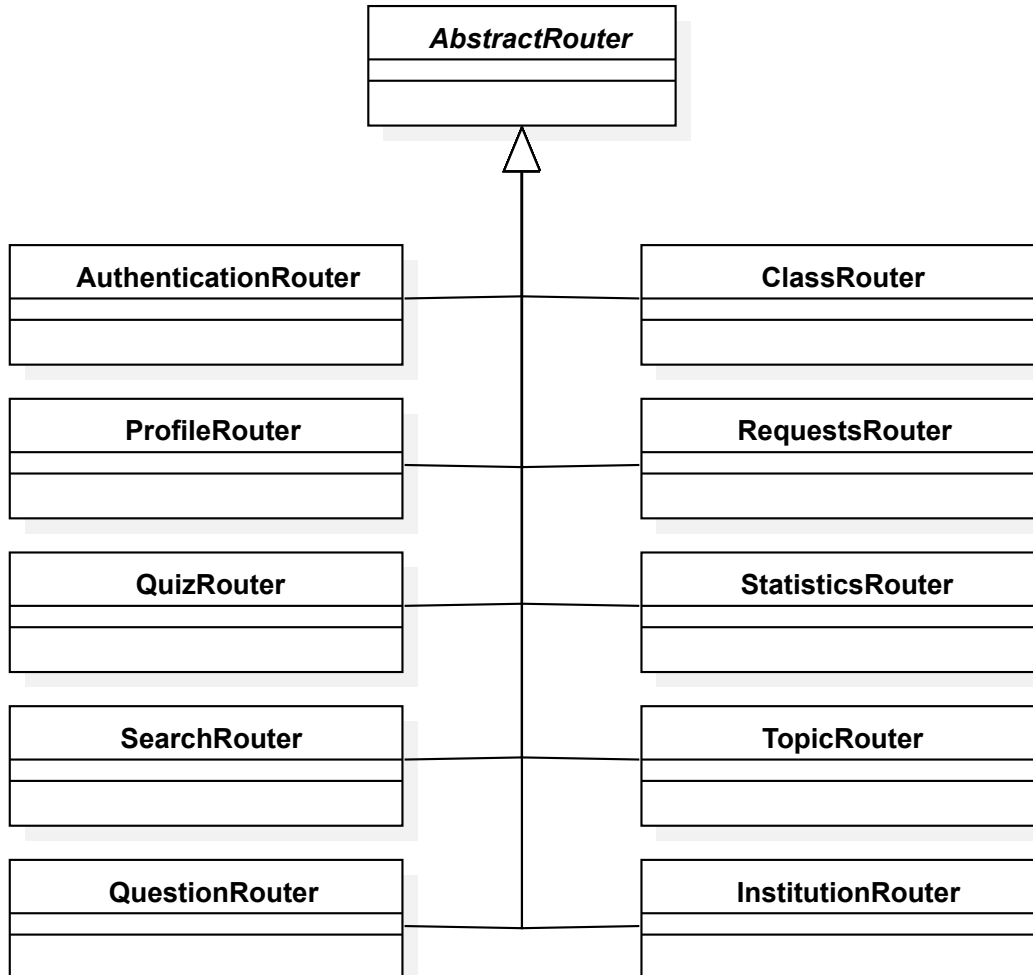 AbstractRouter
AuthenticationRouter
ClassRouter
ProfileRouter
RequestsRouter
QuizRouter
StatisticsRouter
SearchRouter
TopicRouter
QuestionRouter
InstitutionRouter